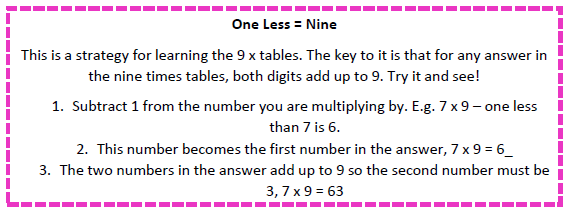 One Less = Nine
This is a strategy for learning the 9 x tables. The key to it is that for any answer in
the nine times tables, both digits add up to 9. Try it and see!
1. Subtract 1 from the number you are multiplying by. E.g. 7 x 9 – one less
than 7 is 6.
2. This number becomes the first number in the answer, 7 x 9 = 6_
3. The two numbers in the answer add up to 9 so the second number must be
3, 7 x 9 = 63